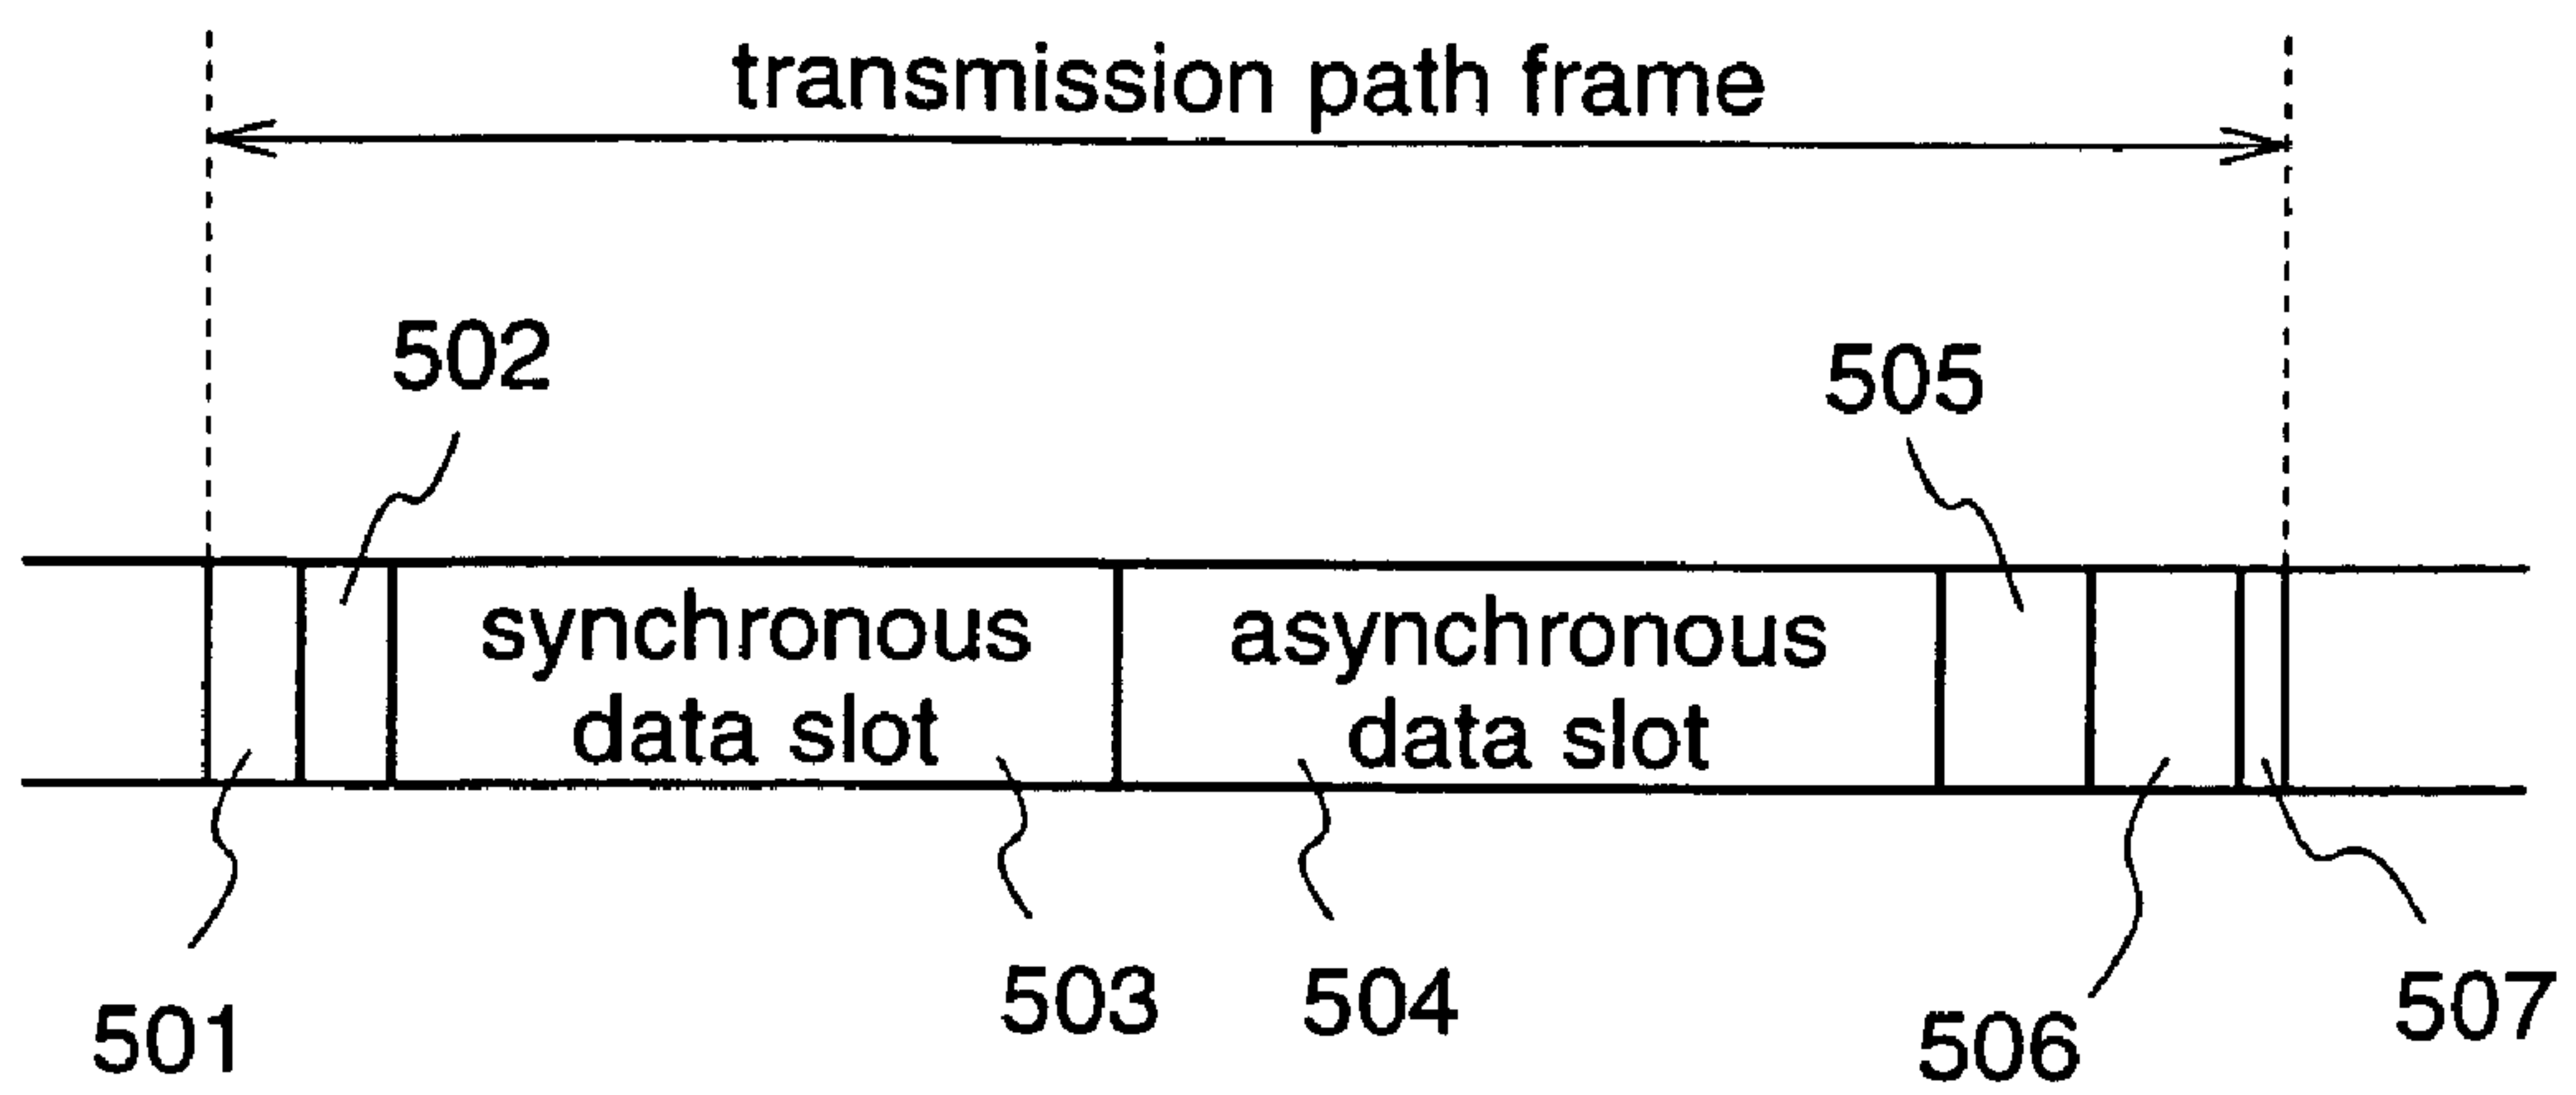 transmission path frame
502
505
synchronous
data slot
asynchronous
data slot
501
503
504
506
507